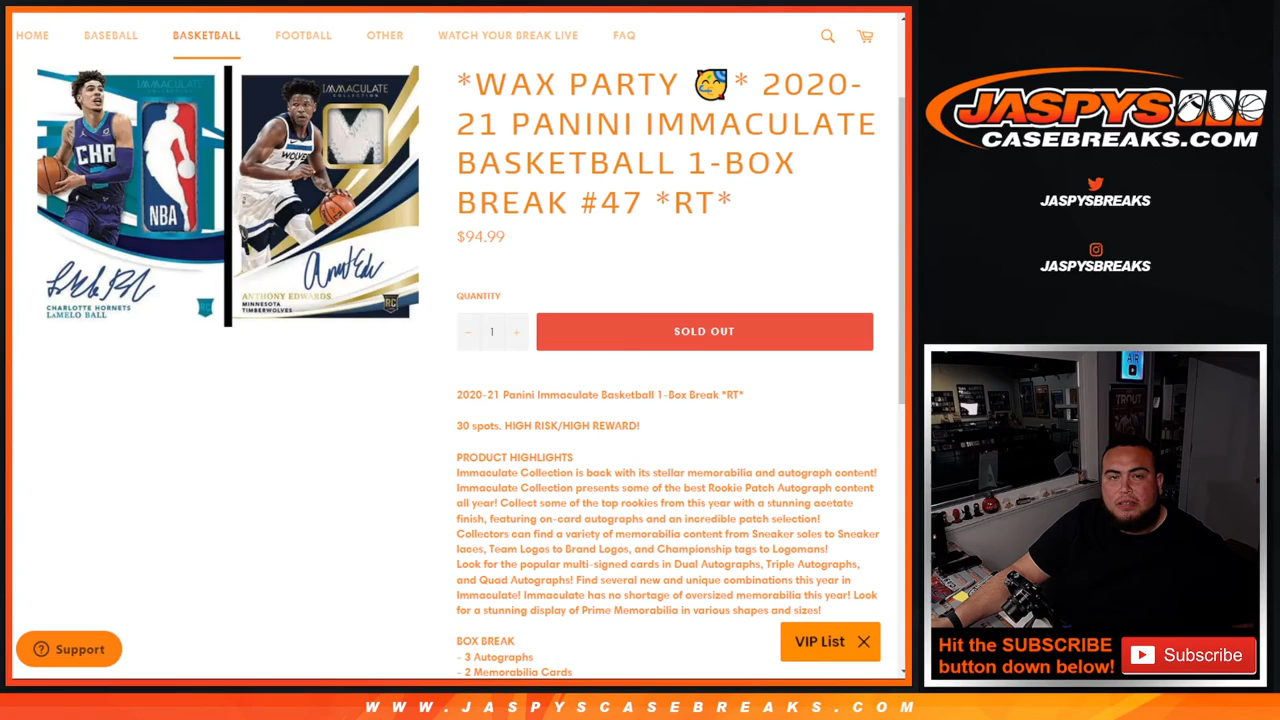 HOME
BASEBALL
BASKETBALL
FOOTBALL
OTHER
WATCH YOUR BREAK LIVE
FAQ
IMMACULATE
COLLECTION
CHA
NBA
CHARLOTTE HORNETS
LaMELO BALL
RC
IMMACULATE
COLLECTION
WOLVES
ANTHONY EDWARDS
MINNESOTA
TIMBERWOLVES
RC
*WAX PARTY 🥳* 2020-
21 PANINI IMMACULATE
BASKETBALL 1-BOX
BREAK #47 *RT*
$94.99
QUANTITY
− 1 +
SOLD OUT
2020-21 Panini Immaculate Basketball 1-Box Break *RT*
30 spots. HIGH RISK/HIGH REWARD!
PRODUCT HIGHLIGHTS
Immaculate Collection is back with its stellar memorabilia and autograph content!
Immaculate Collection presents some of the best Rookie Patch Autograph content
all year! Collect some of the top rookies from this year with a stunning acetate
finish, featuring on-card autographs and an incredible patch selection!
Collectors can find a variety of memorabilia content from Sneaker soles to Sneaker
laces, Team Logos to Brand Logos, and Championship tags to Logomans!
Look for the popular multi-signed cards in Dual Autographs, Triple Autographs,
and Quad Autographs! Find several new and unique combinations this year in
Immaculate! Immaculate has no shortage of oversized memorabilia this year! Look
for a stunning display of Prime Memorabilia in various shapes and sizes!
BOX BREAK
- 3 Autographs
- 2 Memorabilia Cards
Support
VIP List
JASPYS
CASEBREAKS.COM
JASPYSBREAKS
JASPYSBREAKS
AIR
TROUT
Hit the SUBSCRIBE
button down below!
Subscribe
WWW.JASPYSCASEBREAKS.COM